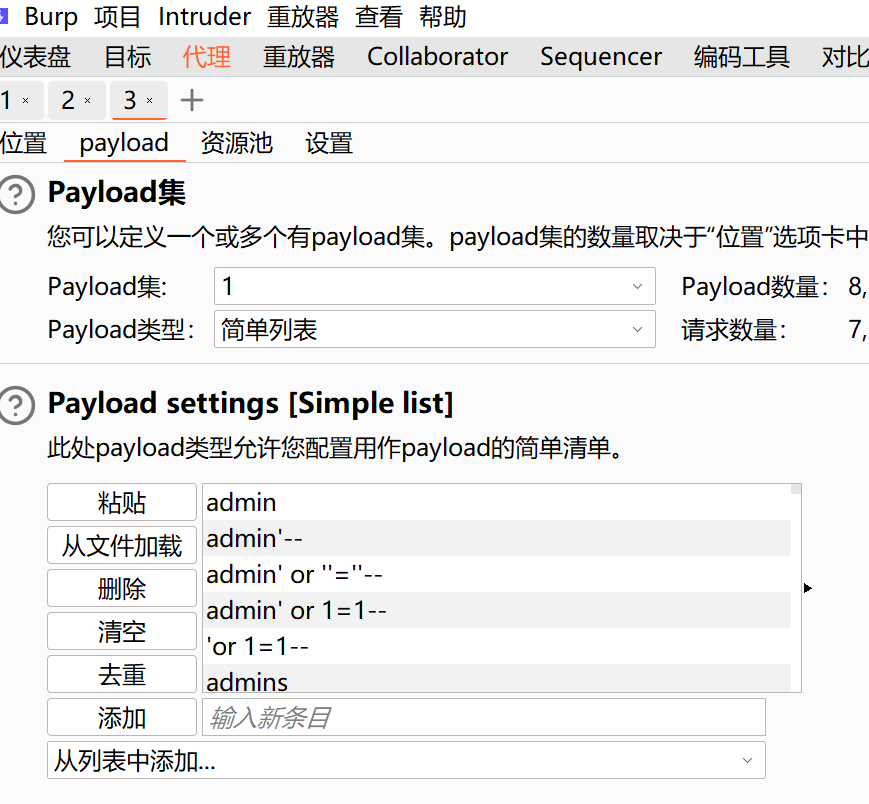 Burp 项目 Intruder 重放器 查看 帮助
仪表盘 目标 代理 重放器 Collaborator Sequencer 编码工具 对比
1 × 2 × 3 × +
位置 payload 资源池 设置
? Payload集
您可以定义一个或多个有payload集。payload集的数量取决于“位置”选项卡中
Payload集: 1 Payload数量: 8,
Payload类型: 简单列表 请求数量: 7,
? Payload settings [Simple list]
此处payload类型允许您配置用作payload的简单清单。
粘贴 admin
从文件加载 admin'--
删除 admin' or ''=''--
清空 admin' or 1=1--
'or 1=1--
去重 admins
添加 输入新条目
从列表中添加...